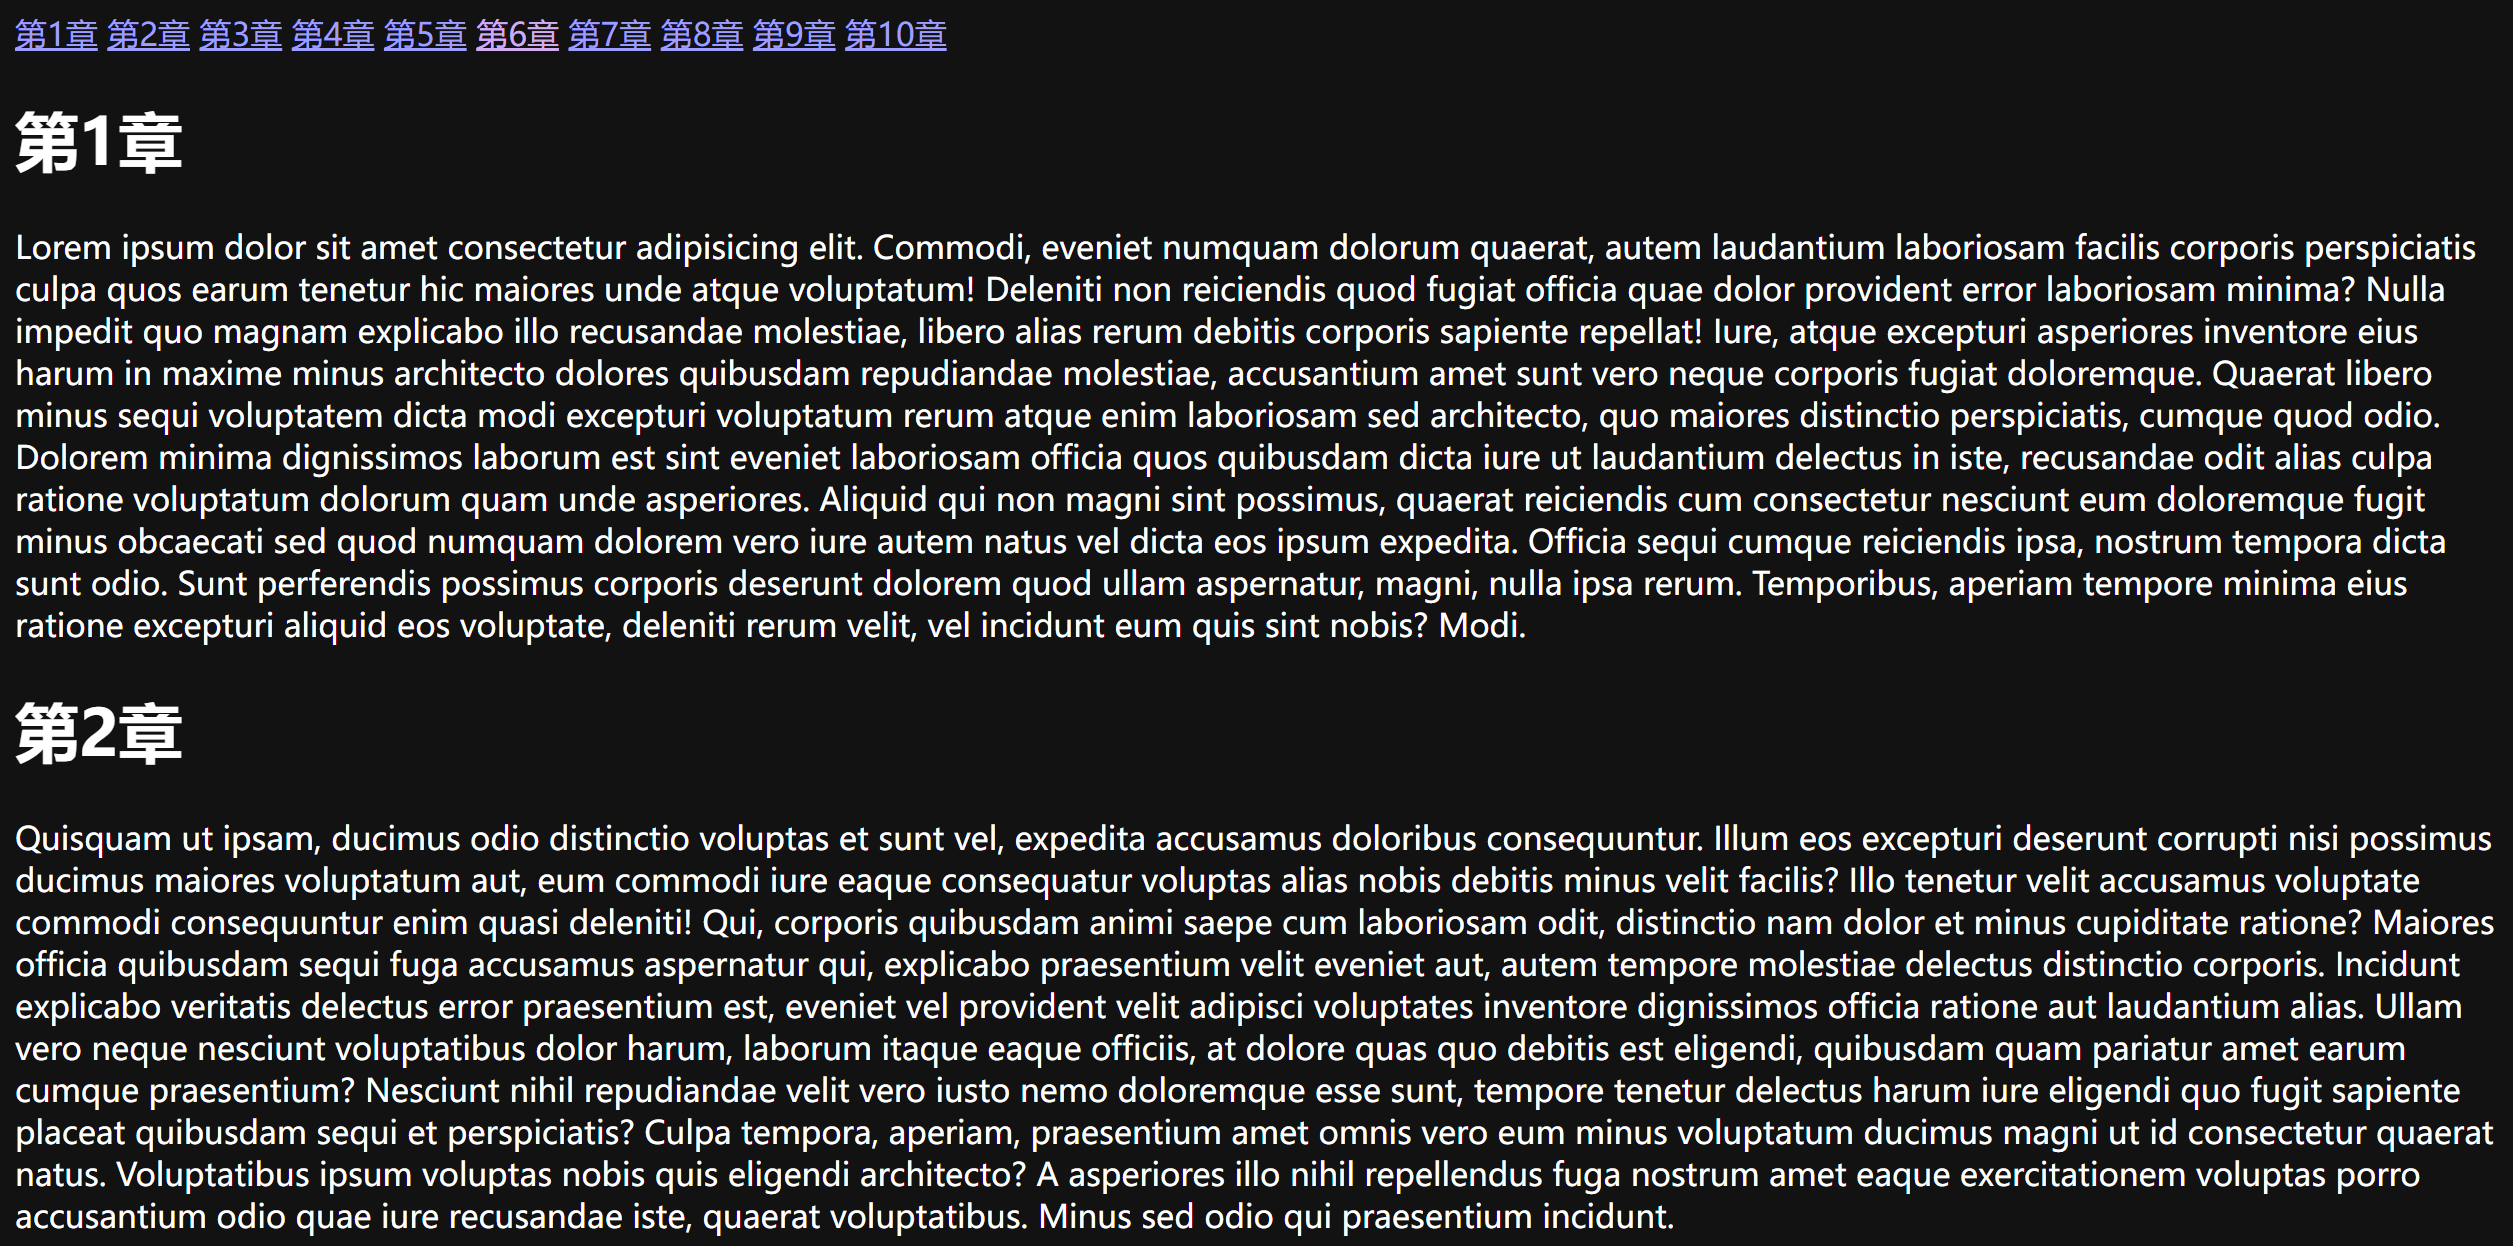 第1章 第2章 第3章 第4章 第5章 第6章 第7章 第8章 第9章 第10章
第1章
Lorem ipsum dolor sit amet consectetur adipisicing elit. Commodi, eveniet numquam dolorum quaerat, autem laudantium laboriosam facilis corporis perspiciatis
culpa quos earum tenetur hic maiores unde atque voluptatum! Deleniti non reiciendis quod fugiat officia quae dolor provident error laboriosam minima? Nulla
impedit quo magnam explicabo illo recusandae molestiae, libero alias rerum debitis corporis sapiente repellat! Iure, atque excepturi asperiores inventore eius
harum in maxime minus architecto dolores quibusdam repudiandae molestiae, accusantium amet sunt vero neque corporis fugiat doloremque. Quaerat libero
minus sequi voluptatem dicta modi excepturi voluptatum rerum atque enim laboriosam sed architecto, quo maiores distinctio perspiciatis, cumque quod odio.
Dolorem minima dignissimos laborum est sint eveniet laboriosam officia quos quibusdam dicta iure ut laudantium delectus in iste, recusandae odit alias culpa
ratione voluptatum dolorum quam unde asperiores. Aliquid qui non magni sint possimus, quaerat reiciendis cum consectetur nesciunt eum doloremque fugit
minus obcaecati sed quod numquam dolorem vero iure autem natus vel dicta eos ipsum expedita. Officia sequi cumque reiciendis ipsa, nostrum tempora dicta
sunt odio. Sunt perferendis possimus corporis deserunt dolorem quod ullam aspernatur, magni, nulla ipsa rerum. Temporibus, aperiam tempore minima eius
ratione excepturi aliquid eos voluptate, deleniti rerum velit, vel incidunt eum quis sint nobis? Modi.
第2章
Quisquam ut ipsam, ducimus odio distinctio voluptas et sunt vel, expedita accusamus doloribus consequuntur. Illum eos excepturi deserunt corrupti nisi possimus
ducimus maiores voluptatum aut, eum commodi iure eaque consequatur voluptas alias nobis debitis minus velit facilis? Illo tenetur velit accusamus voluptate
commodi consequuntur enim quasi deleniti! Qui, corporis quibusdam animi saepe cum laboriosam odit, distinctio nam dolor et minus cupiditate ratione? Maiores
officia quibusdam sequi fuga accusamus aspernatur qui, explicabo praesentium velit eveniet aut, autem tempore molestiae delectus distinctio corporis. Incidunt
explicabo veritatis delectus error praesentium est, eveniet vel provident velit adipisci voluptates inventore dignissimos officia ratione aut laudantium alias. Ullam
vero neque nesciunt voluptatibus dolor harum, laborum itaque eaque officiis, at dolore quas quo debitis est eligendi, quibusdam quam pariatur amet earum
cumque praesentium? Nesciunt nihil repudiandae velit vero iusto nemo doloremque esse sunt, tempore tenetur delectus harum iure eligendi quo fugit sapiente
placeat quibusdam sequi et perspiciatis? Culpa tempora, aperiam, praesentium amet omnis vero eum minus voluptatum ducimus magni ut id consectetur quaerat
natus. Voluptatibus ipsum voluptas nobis quis eligendi architecto? A asperiores illo nihil repellendus fuga nostrum amet eaque exercitationem voluptas porro
accusantium odio quae iure recusandae iste, quaerat voluptatibus. Minus sed odio qui praesentium incidunt.